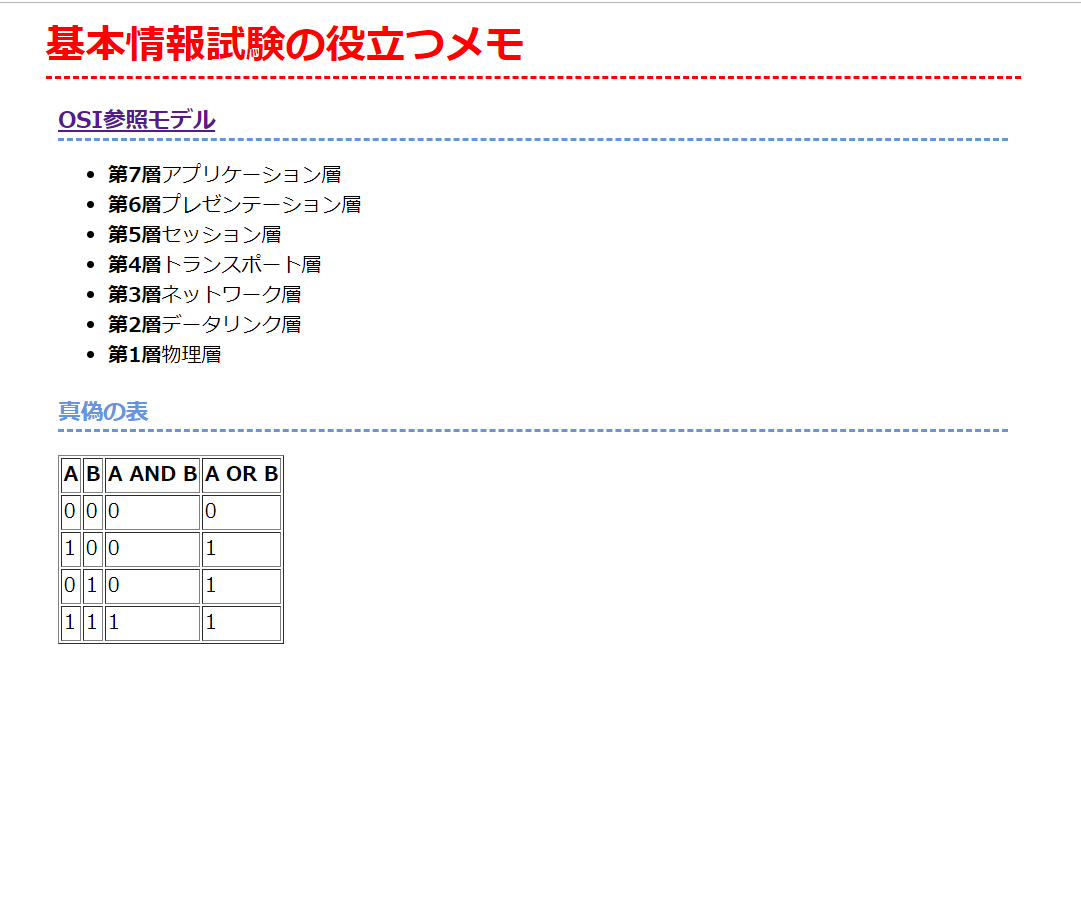 基本情報試験の役立つメモ
OSI参照モデル
第7層アプリケーション層
第6層プレゼンテーション層
第5層セッション層
第4層トランスポート層
第3層ネットワーク層
第2層データリンク層
第1層物理層
真偽の表
A B A AND B A OR B
0 0 0 0
1 0 0 1
0 1 0 1
1 1 1 1